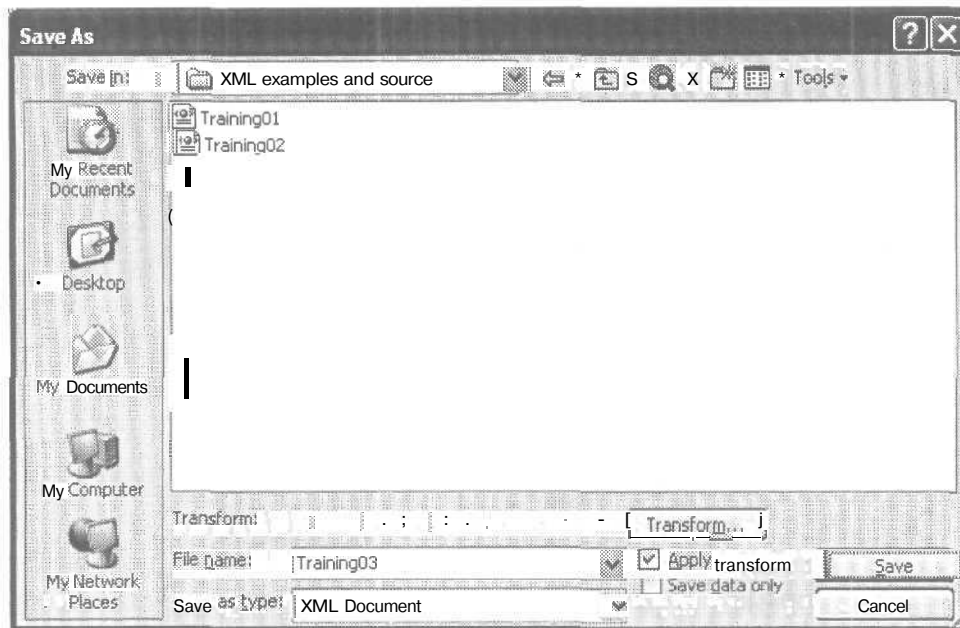 Save As
Save in: XML examples and source Tools
Training01
Training02
My Recent
Documents
Desktop
My Documents
My Computer
My Network
Places
Transform: Transform...
File name: Training03 Apply transform Save
Save data only
Save as type: XML Document Cancel